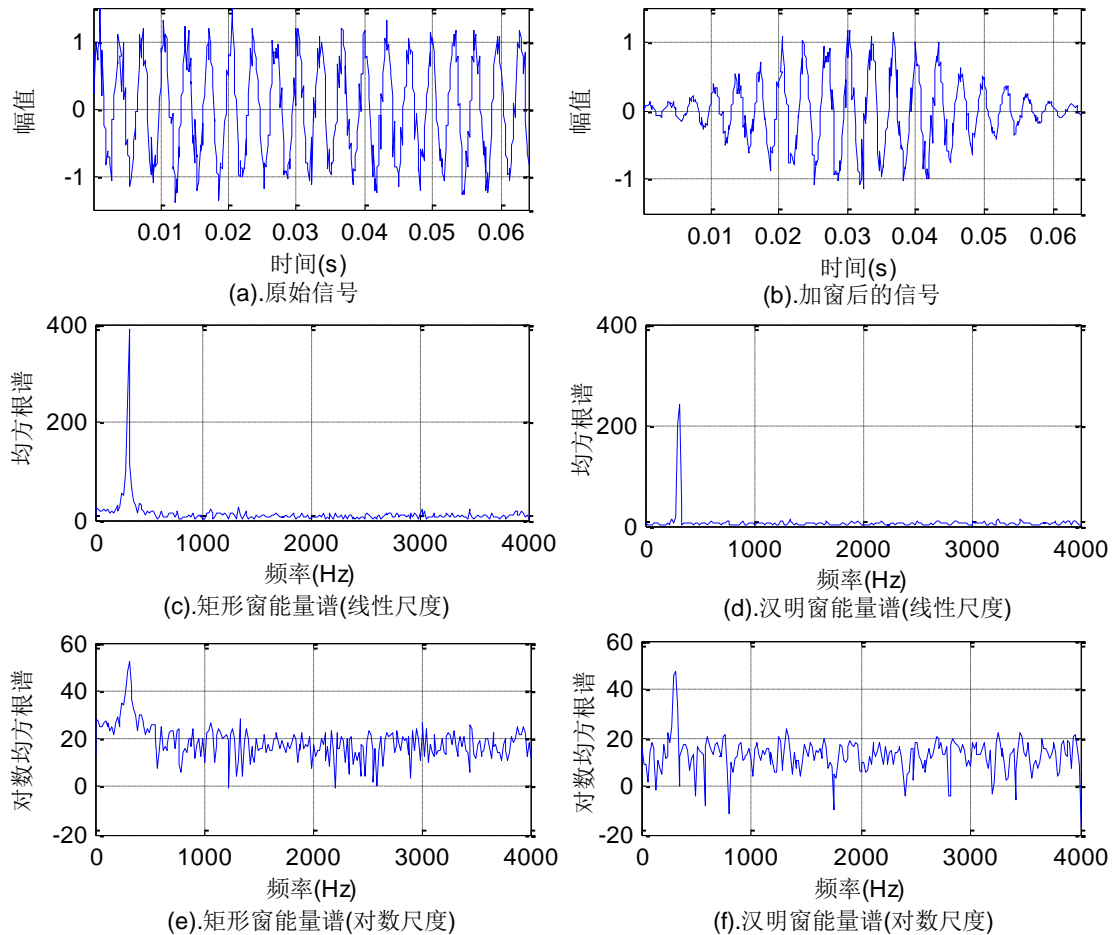 幅值
1
0
-1
0.01 0.02 0.03 0.04 0.05 0.06
时间(s)
(a).原始信号
幅值
1
0
-1
0.01 0.02 0.03 0.04 0.05 0.06
时间(s)
(b).加窗后的信号
均方根谱
400
200
0
0 1000 2000 3000 4000
频率(Hz)
(c).矩形窗能量谱(线性尺度)
均方根谱
400
200
0
0 1000 2000 3000 4000
频率(Hz)
(d).汉明窗能量谱(线性尺度)
对数均方根谱
60
40
20
0
-20
0 1000 2000 3000 4000
频率(Hz)
(e).矩形窗能量谱(对数尺度)
对数均方根谱
60
40
20
0
-20
0 1000 2000 3000 4000
频率(Hz)
(f).汉明窗能量谱(对数尺度)